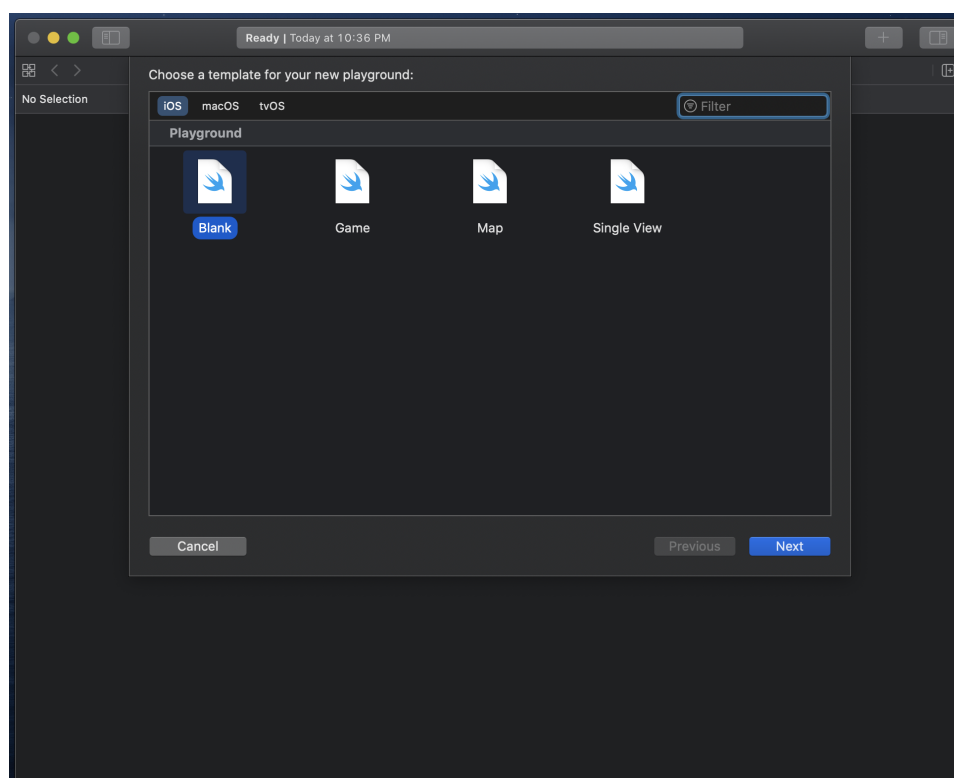 Ready | Today at 10:36 PM
No Selection
Choose a template for your new playground:
iOS macOS tvOS Filter
Playground
Blank Game Map Single View
Cancel Previous Next